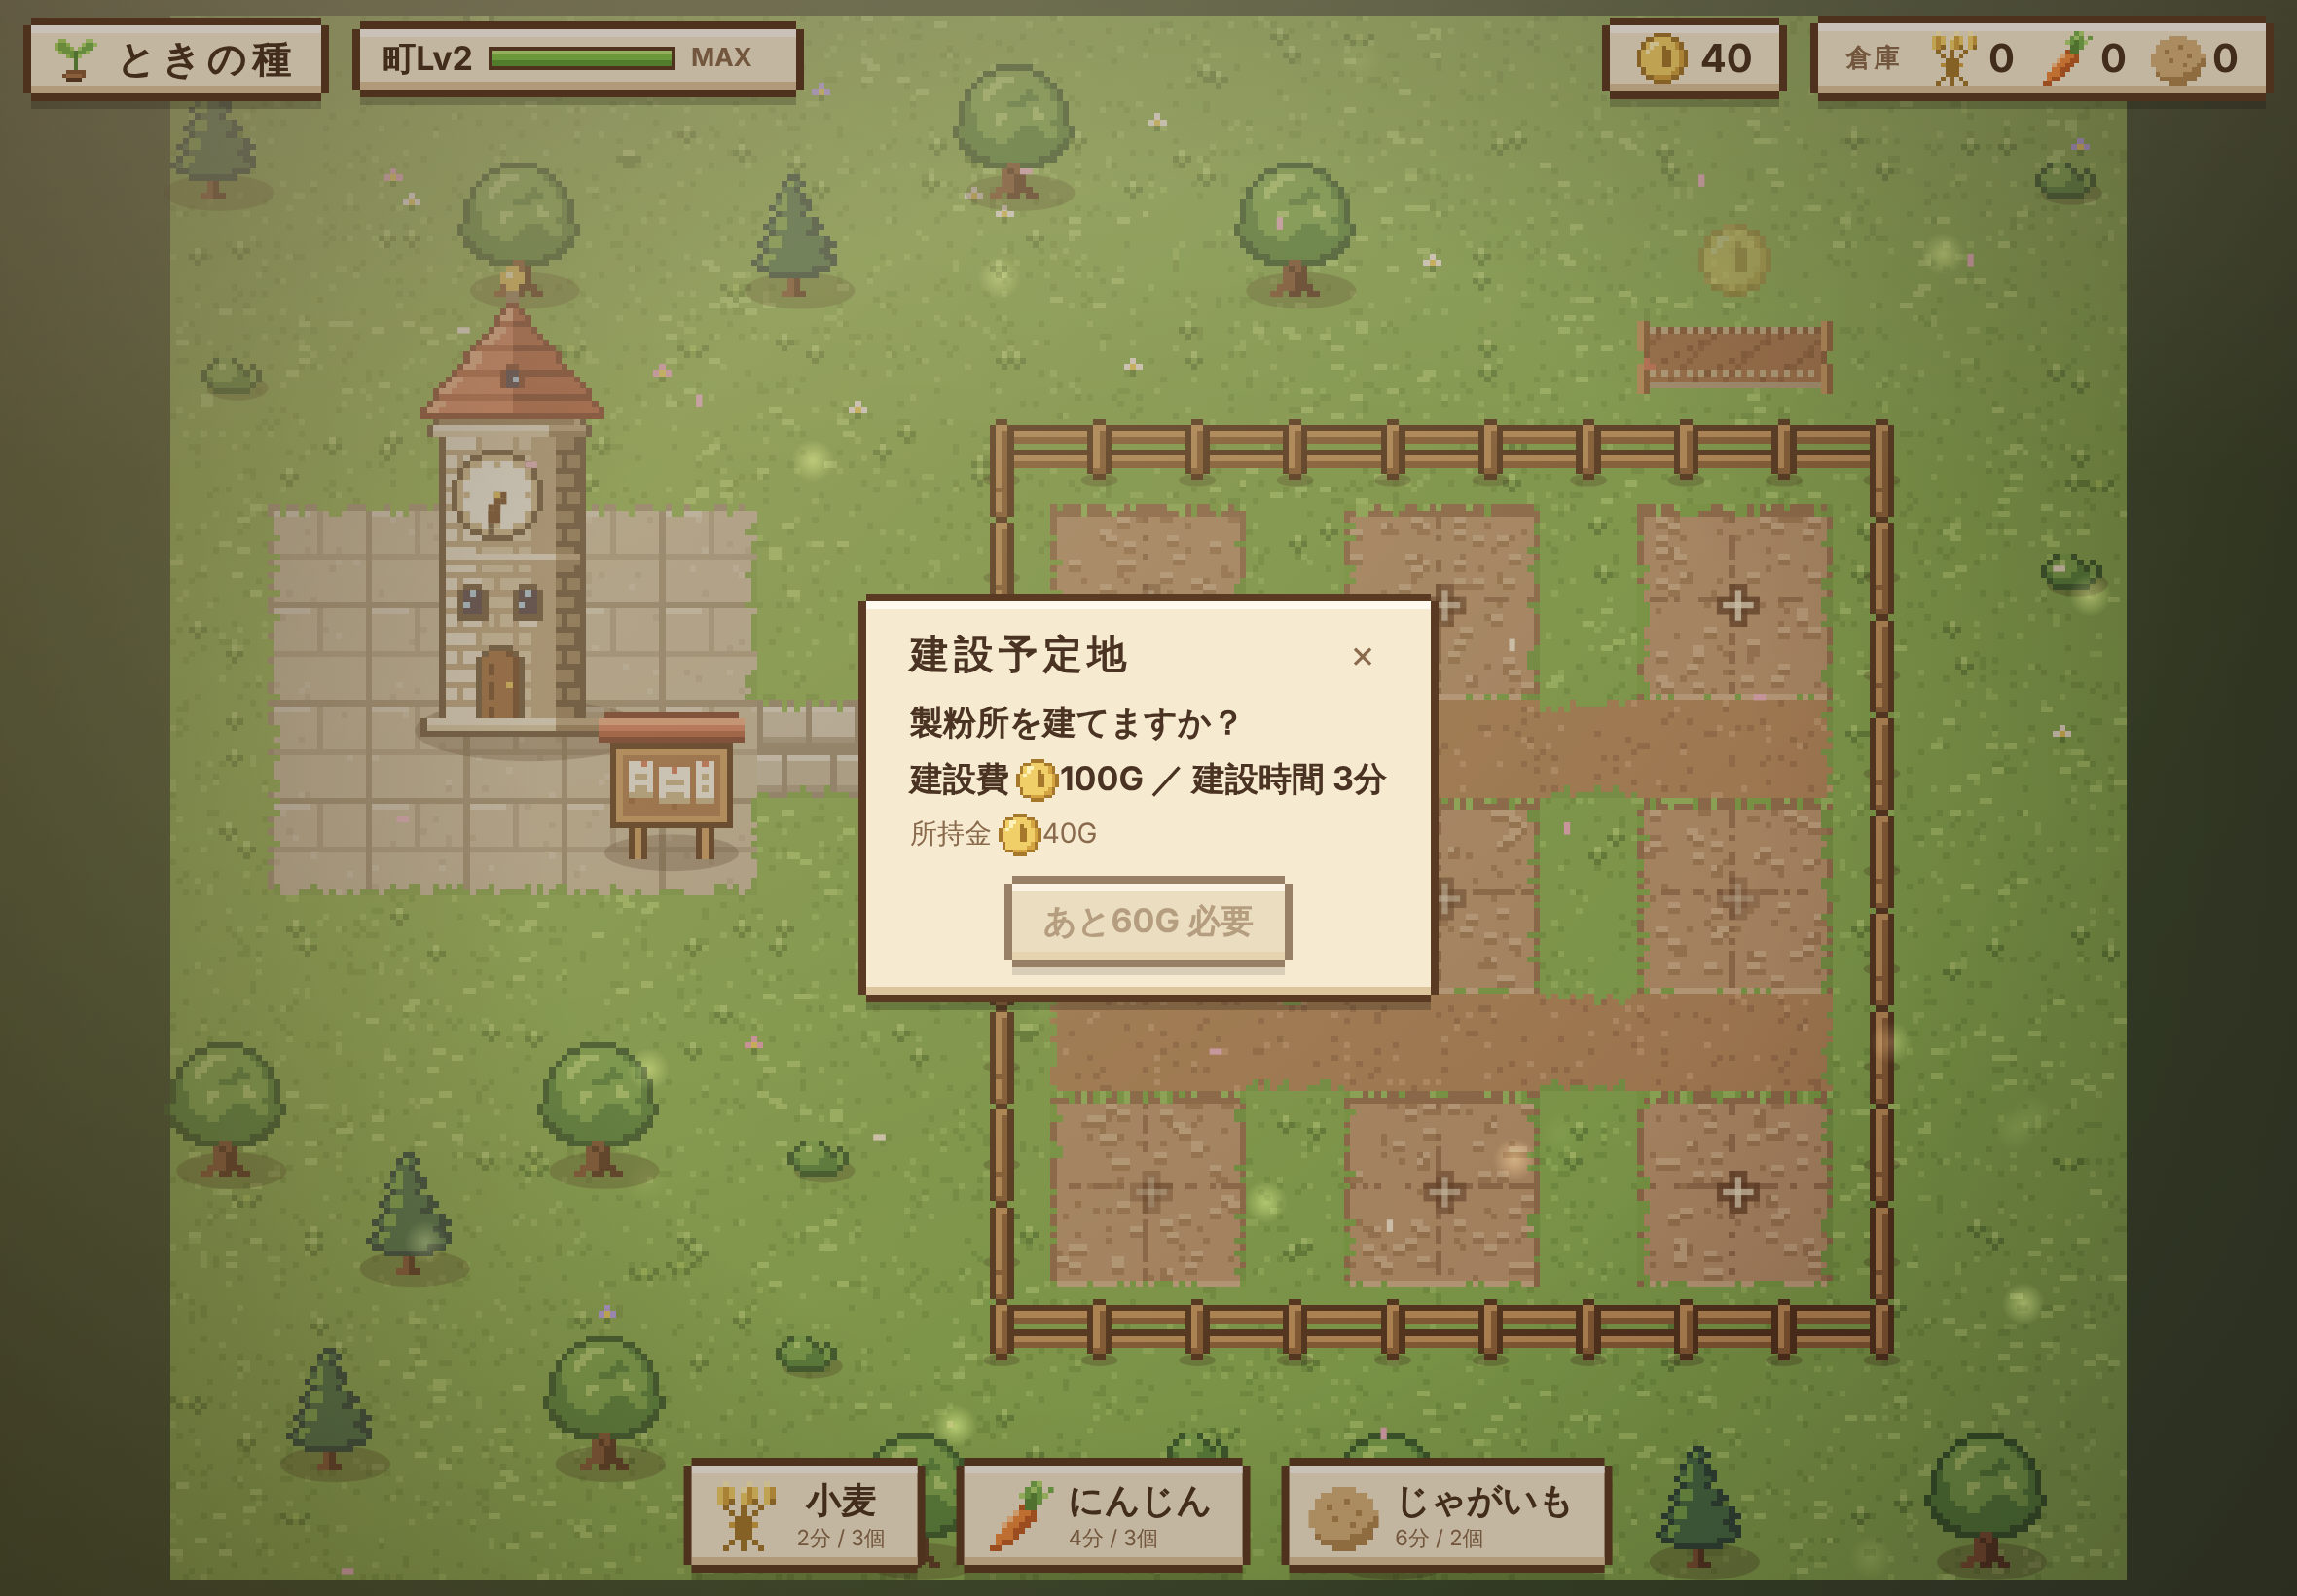 ときの種
町Lv2 MAX
40
倉庫 0 0 0
建設予定地 ×
製粉所を建てますか？
建設費 100G ／ 建設時間 3分
所持金 40G
あと60G 必要
小麦
2分 / 3個
にんじん
4分 / 3個
じゃがいも
6分 / 2個